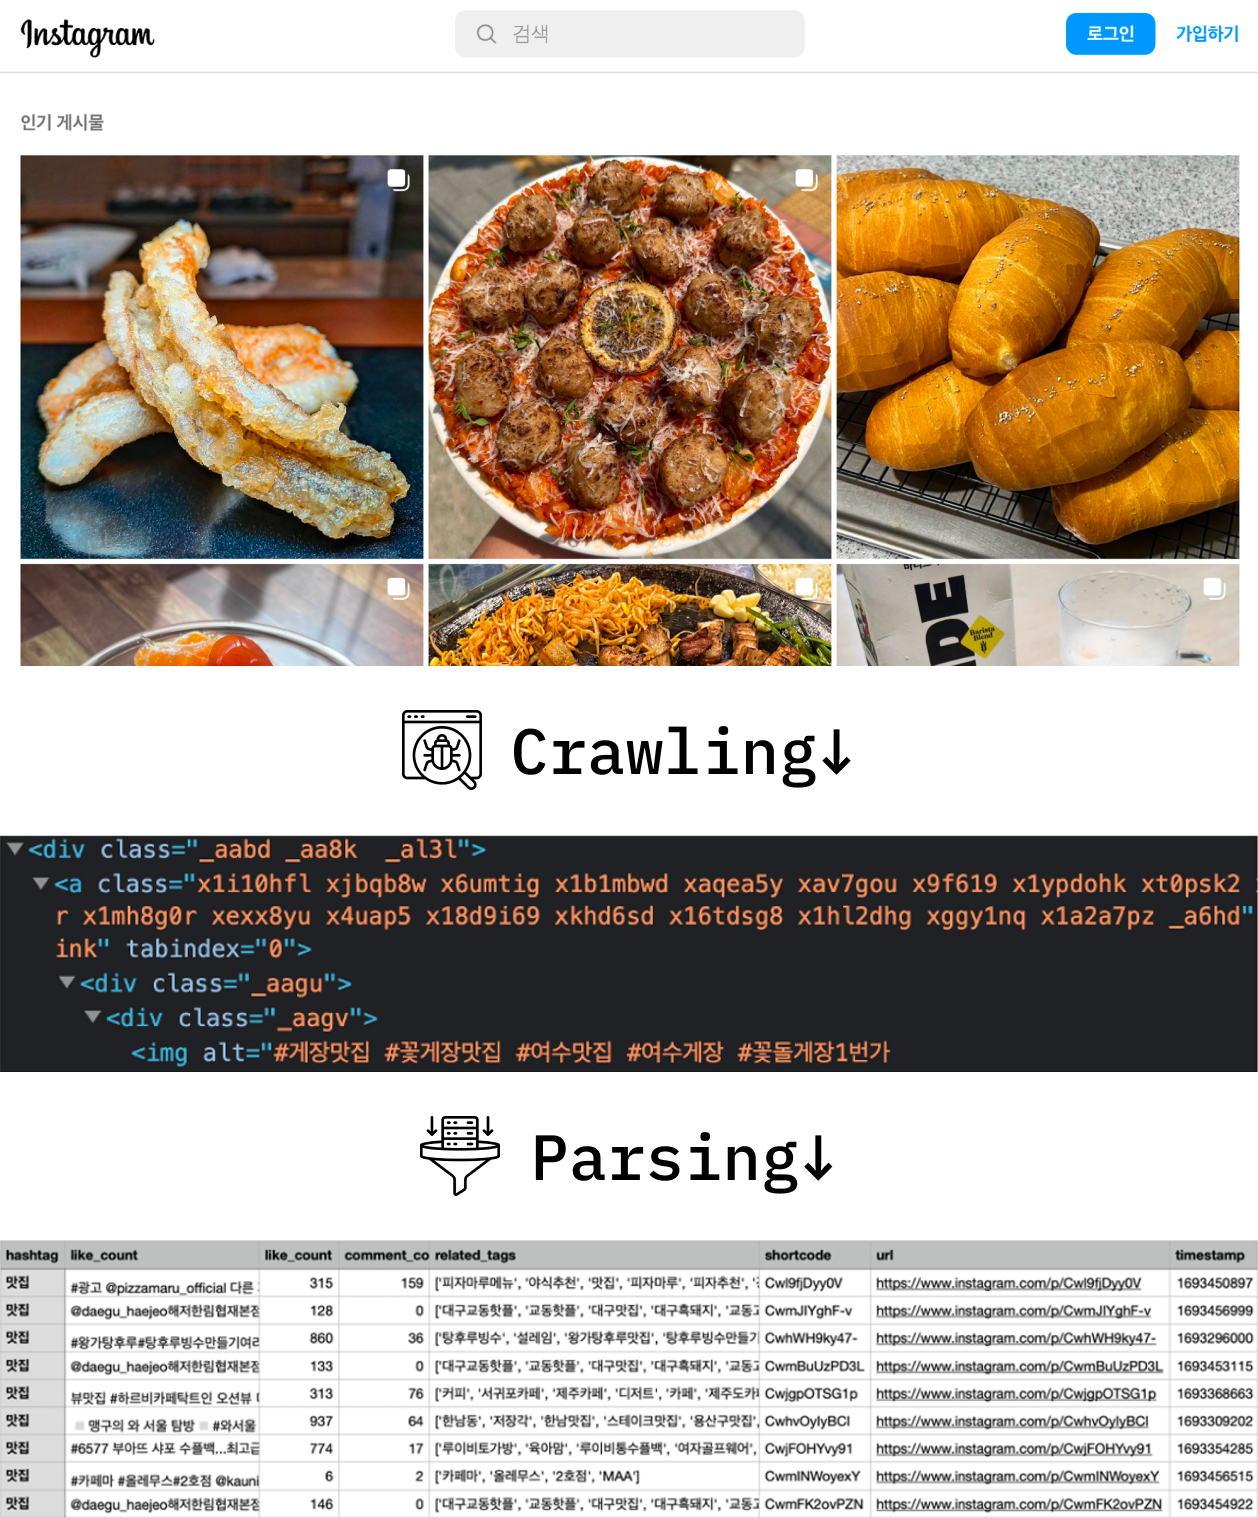 Instagram
검색
로그인
가입하기
인기 게시물
DE
Barista
Blend
Crawling↓
<div class="_aabd _aa8k  _al3l">
<a class="x1i10hfl xjbqb8w x6umtig x1b1mbwd xaqea5y xav7gou x9f619 x1ypdohk xt0psk2
r x1mh8g0r xexx8yu x4uap5 x18d9i69 xkhd6sd x16tdsg8 x1hl2dhg xggy1nq x1a2a7pz _a6hd"
ink" tabindex="0">
<div class="_aagu">
<div class="_aagv">
<img alt="#게장맛집 #꽃게장맛집 #여수맛집 #여수게장 #꽃돌게장1번가
Parsing↓
hashtag like_count like_count comment_co related_tags shortcode url timestamp
맛집 #광고 @pizzamaru_official 다른 315 159 ['피자마루메뉴', '야식추천', '맛집', '피자마루', '피자추천', Cwl9fjDyy0V https://www.instagram.com/p/Cwl9fjDyy0V 1693450897
맛집 @daegu_haejeo해저한림협재본점 128 0 ['대구교동핫플', '교동핫플', '대구맛집', '대구흑돼지', '교동고 CwmJIYghF-v https://www.instagram.com/p/CwmJIYghF-v 1693456999
맛집 #왕가탕후루#탕후루빙수만들기여러 860 36 ['탕후루빙수', '설레임', '왕가탕후루맛집', '탕후루빙수만들기 CwhWH9ky47- https://www.instagram.com/p/CwhWH9ky47- 1693296000
맛집 @daegu_haejeo해저한림협재본점 133 0 ['대구교동핫플', '교동핫플', '대구맛집', '대구흑돼지', '교동고 CwmBuUzPD3L https://www.instagram.com/p/CwmBuUzPD3L 1693453115
맛집 뷰맛집 #하르비카페탁트인 오션뷰 313 76 ['커피', '서귀포카페', '제주카페', '디저트', '카페', '제주도카페 CwjgpOTSG1p https://www.instagram.com/p/CwjgpOTSG1p 1693368663
맛집 맹구의 와 서울 탐방 #와서울 937 64 ['한남동', '저장각', '한남맛집', '스테이크맛집', '용산구맛집', CwhvOylyBCI https://www.instagram.com/p/CwhvOylyBCI 1693309202
맛집 #6577 부아뜨 샤포 수플백...최고급 774 17 ['루이비토가방', '육아맘', '루이비통수플백', '여자골프웨어', CwjFOHYvy91 https://www.instagram.com/p/CwjFOHYvy91 1693354285
맛집 #카페마 #올레무스#2호점 @kauni 6 2 ['카페마', '올레무스', '2호점', 'MAA'] CwmINWoyexY https://www.instagram.com/p/CwmINWoyexY 1693456515
맛집 @daegu_haejeo해저한림협재본점 146 0 ['대구교동핫플', '교동핫플', '대구맛집', '대구흑돼지', '교동고 CwmFK2ovPZN https://www.instagram.com/p/CwmFK2ovPZN 1693454922